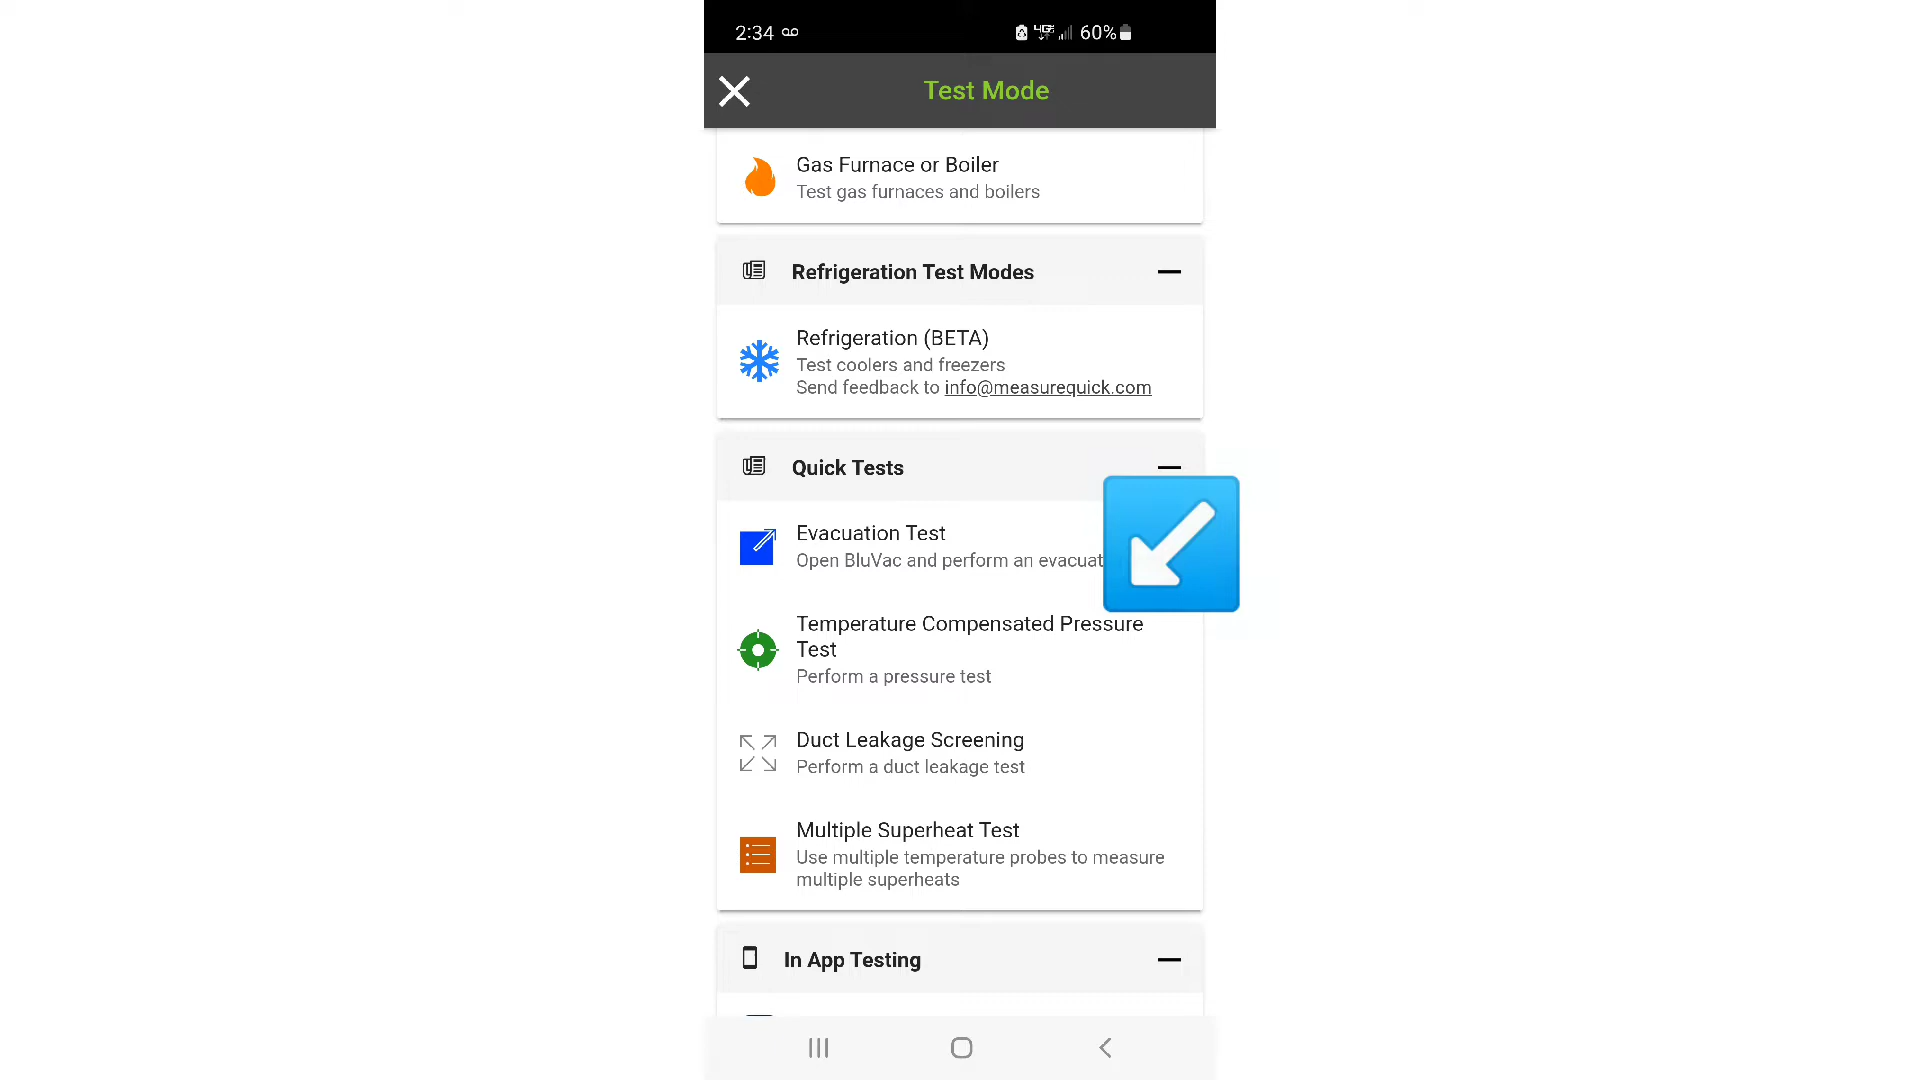 2:34
60%
Test Mode
Gas Furnace or Boiler
Test gas furnaces and boilers
Refrigeration Test Modes
Refrigeration (BETA)
Test coolers and freezers
Send feedback to info@measurequick.com
Quick Tests
Evacuation Test
Open BluVac and perform an evacuat
Temperature Compensated Pressure
Test
Perform a pressure test
Duct Leakage Screening
Perform a duct leakage test
Multiple Superheat Test
Use multiple temperature probes to measure
multiple superheats
In App Testing